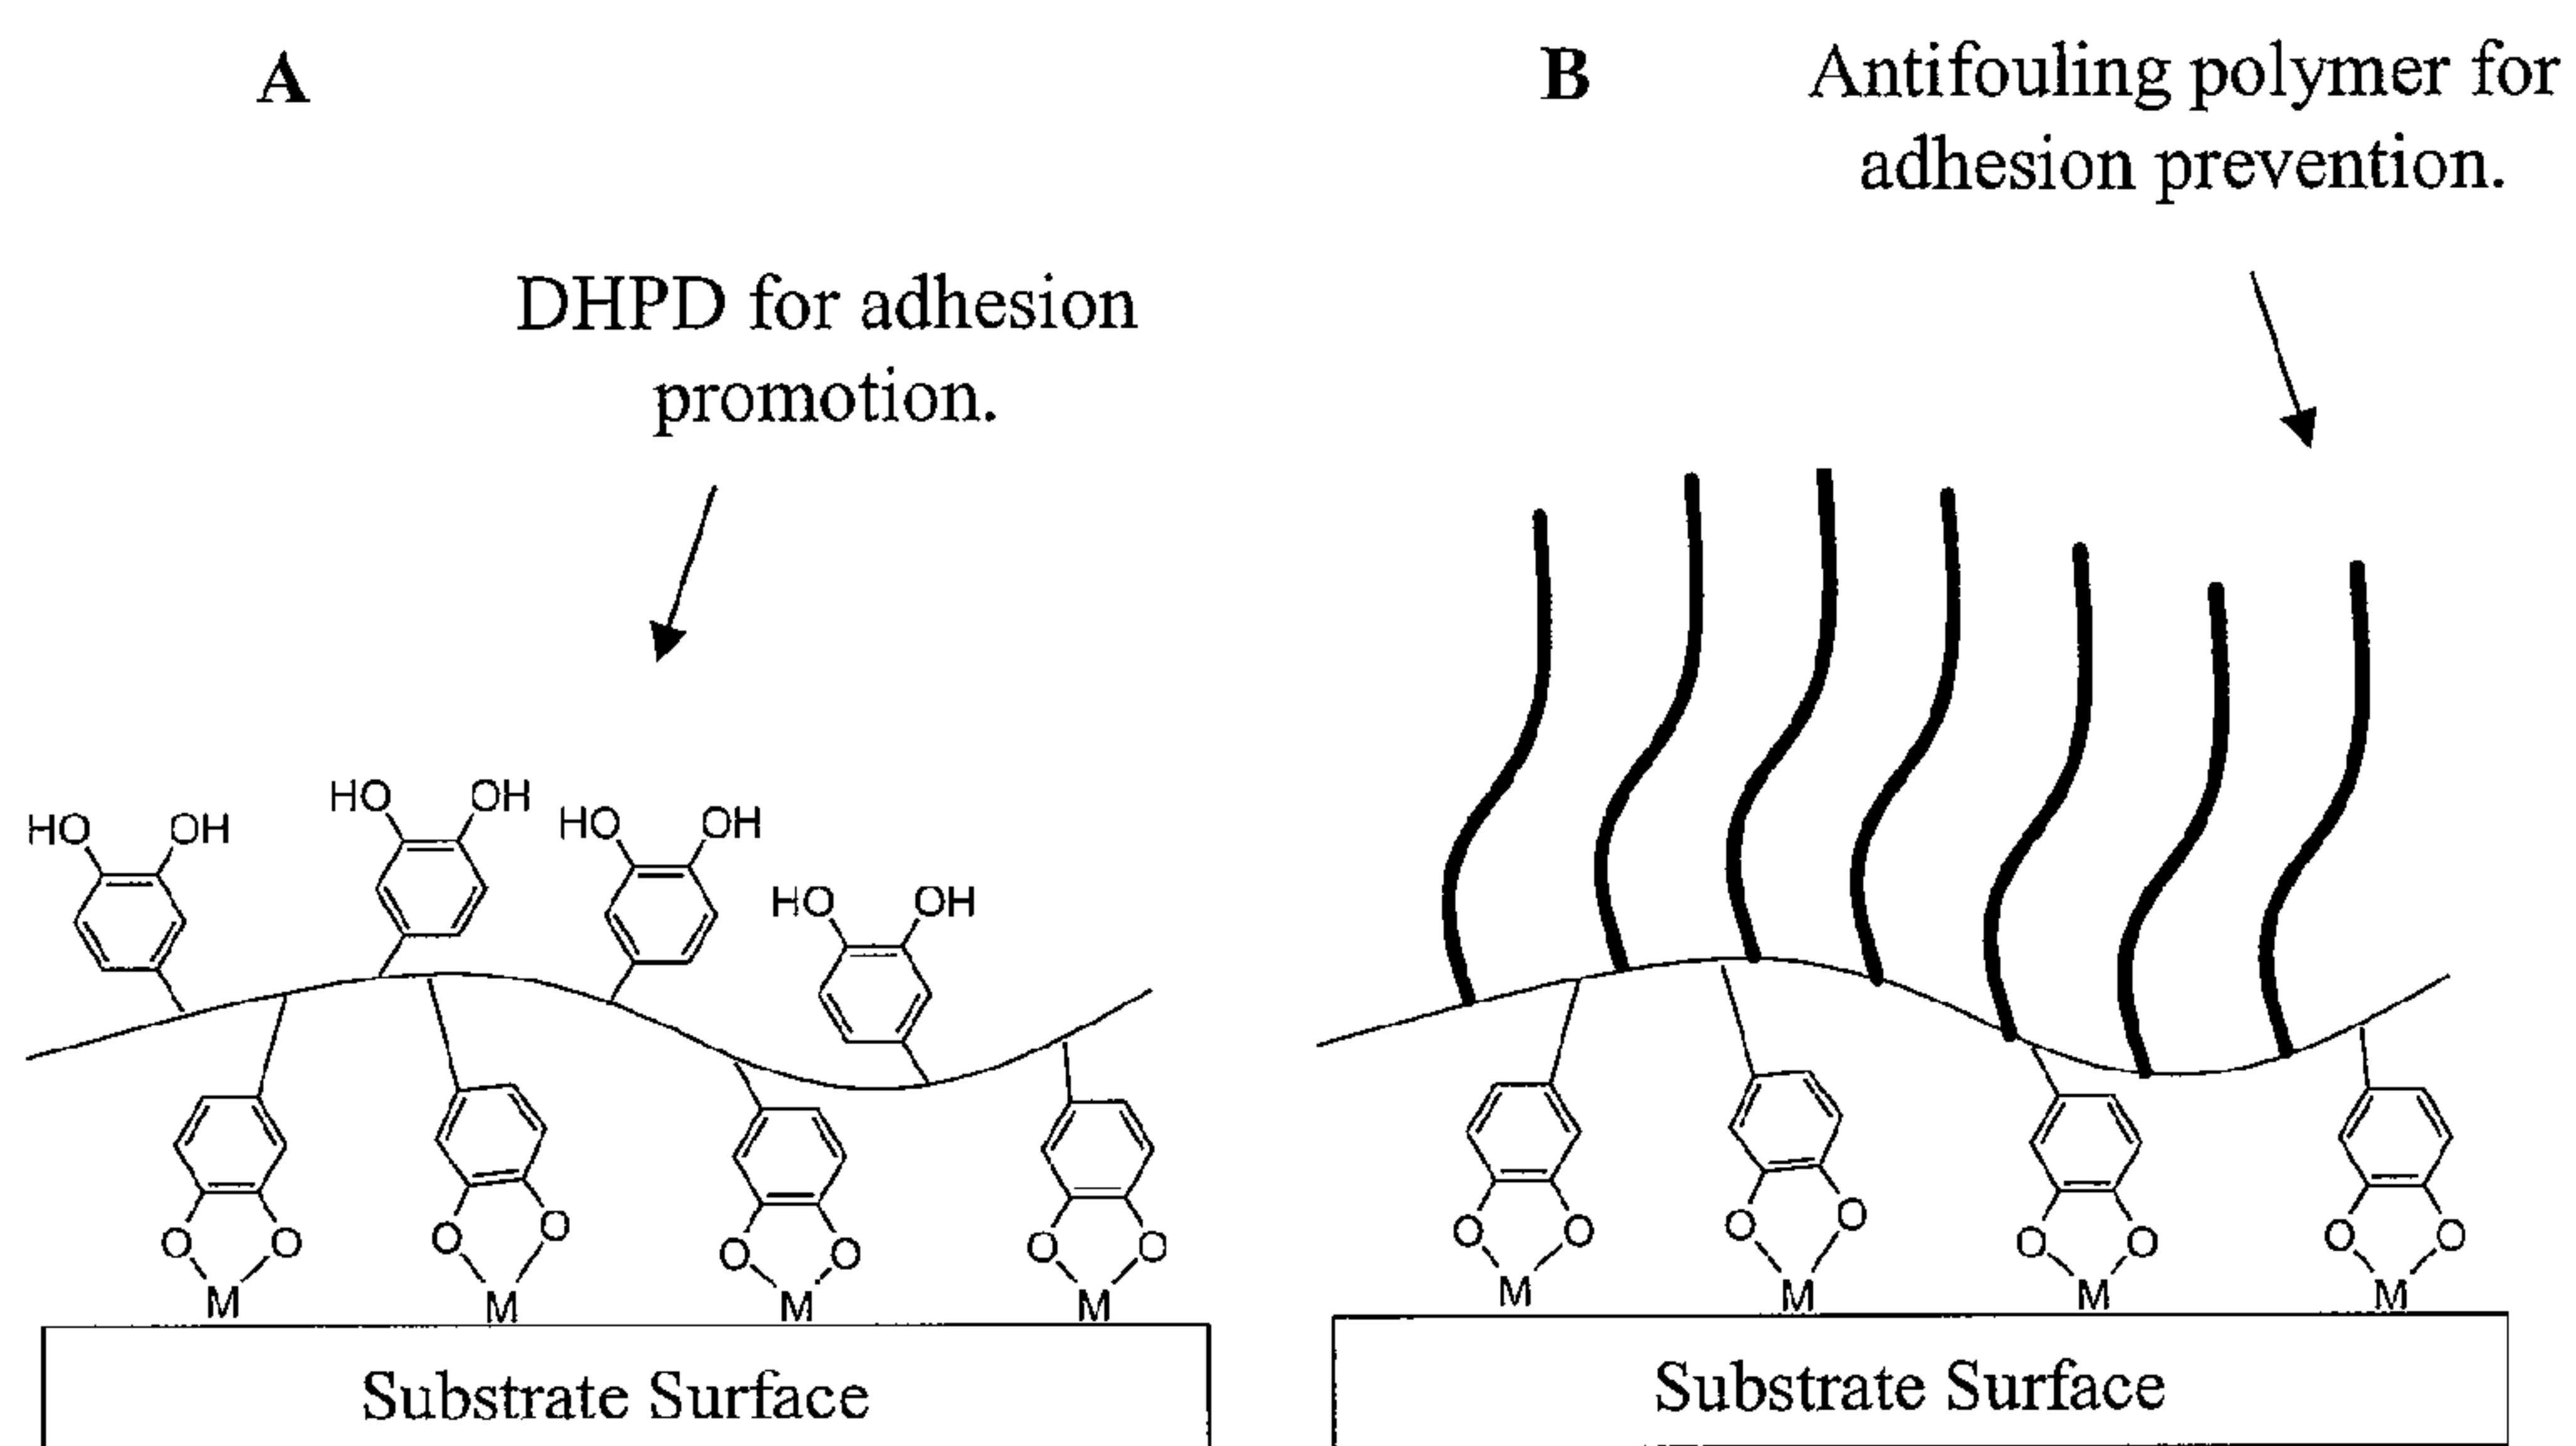 A
B
Antifouling polymer for
adhesion prevention.
DHPD for adhesion
promotion.
HO OH HO OH HO OH HO OH
O O O O O O O O
M M M M
O O O O O O O O
M M M M
Substrate Surface
Substrate Surface